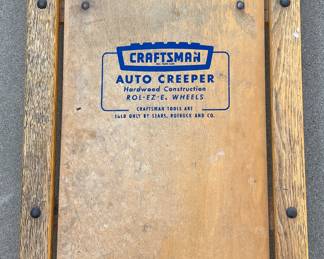 CRAFTSMAN
AUTO CREEPER
Hardwood Construction
ROL-EZ-E. WHEELS
CRAFTSMAN TOOLS ARE
SOLD ONLY BY SEARS, ROEBUCK AND CO.